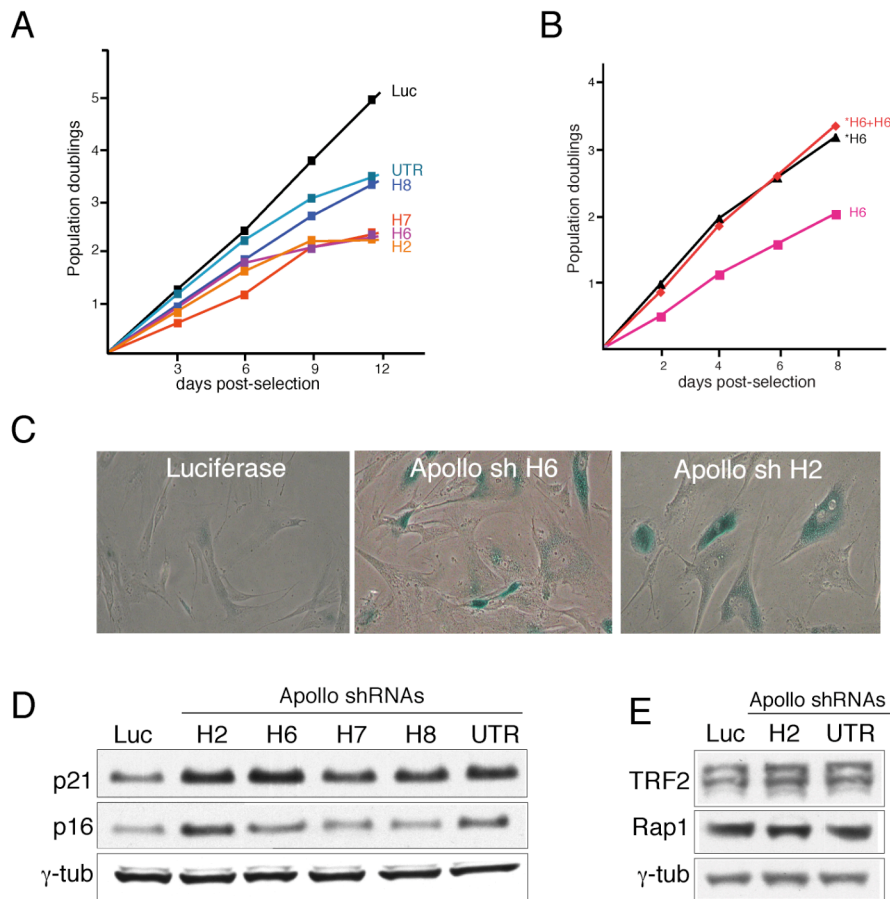 A
Population doublings
5
4
3
2
1
3 6 9 12
days post-selection
Luc
UTR
H8
H7
H6
H2
B
Population doublings
4
3
2
1
2 4 6 8
days post-selection
*H6+H6
*H6
H6
C
Luciferase
Apollo sh H6
Apollo sh H2
D
Apollo shRNAs
Luc H2 H6 H7 H8 UTR
p21
p16
γ-tub
E
Apollo shRNAs
Luc H2 UTR
TRF2
Rap1
γ-tub